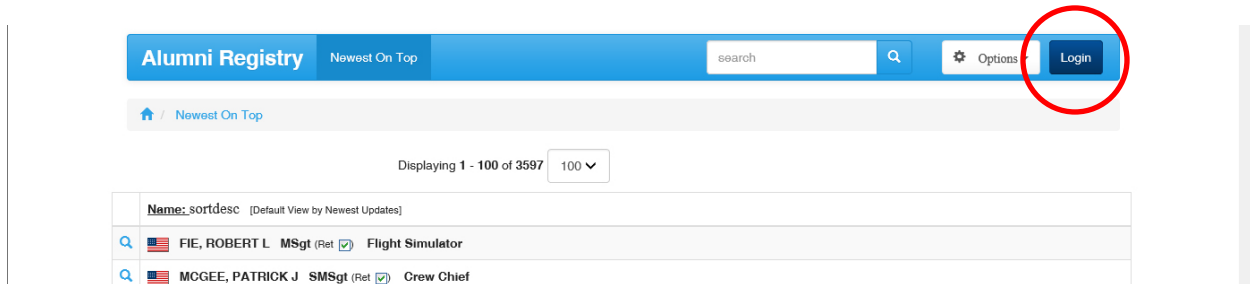 Alumni Registry Newest On Top search Options Login
/ Newest On Top
Displaying 1 - 100 of 3597 100
Name: sortdesc [Default View by Newest Updates]
FIE, ROBERT L MSgt (Ret ) Flight Simulator
MCGEE, PATRICK J SMSgt (Ret ) Crew Chief